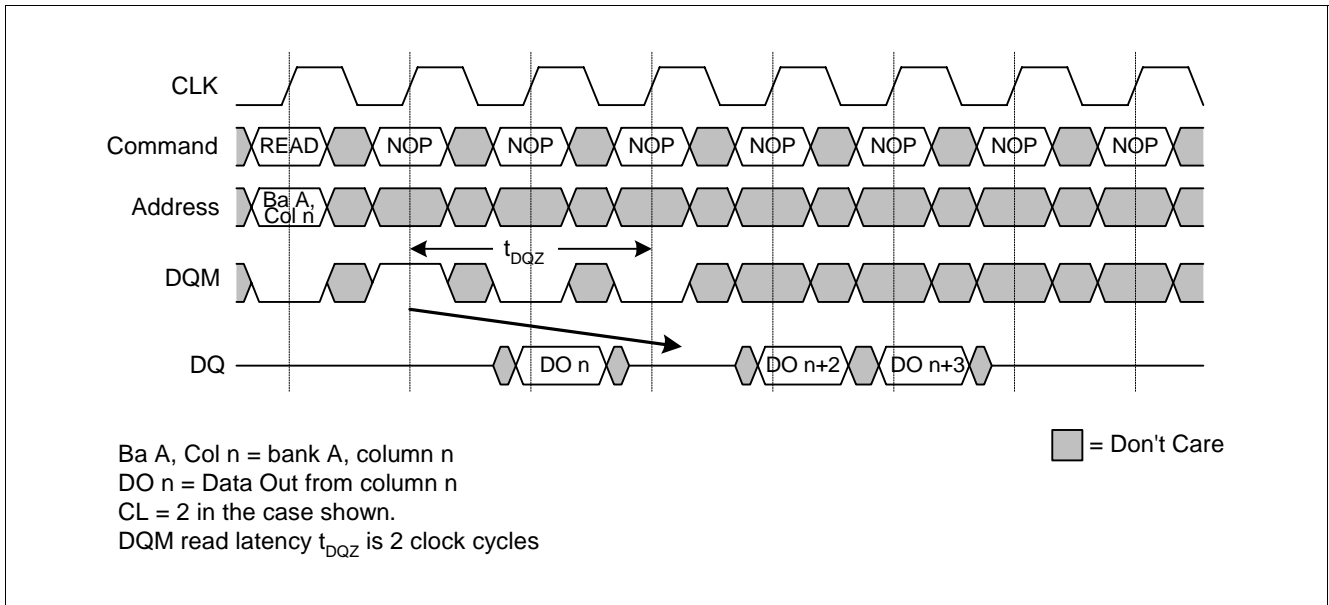 CLK
Command READ NOP NOP NOP NOP NOP NOP NOP
Address Ba A,
Col n
tDQZ
DQM
DQ DO n DO n+2 DO n+3
Ba A, Col n = bank A, column n
DO n = Data Out from column n
CL = 2 in the case shown.
DQM read latency tDQZ is 2 clock cycles
= Don't Care